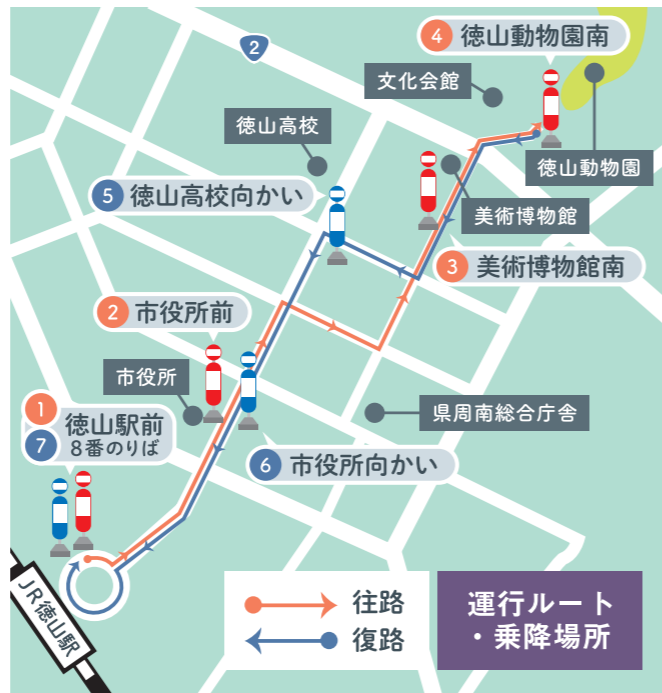 2
4 徳山動物園南
文化会館
徳山高校
徳山動物園
5 徳山高校向かい
美術博物館
3 美術博物館南
2 市役所前
市役所
1
7
徳山駅前
8番のりば
県周南総合庁舎
6 市役所向かい
JR徳山駅
往路
復路
運行ルート
・乗降場所